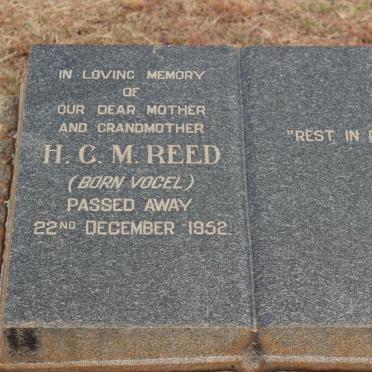 IN LOVING MEMORY
OF
OUR DEAR MOTHER
AND GRANDMOTHER
H. G. M. REED
(BORN VOGEL)
PASSED AWAY
22ND DECEMBER 1952.
"REST IN